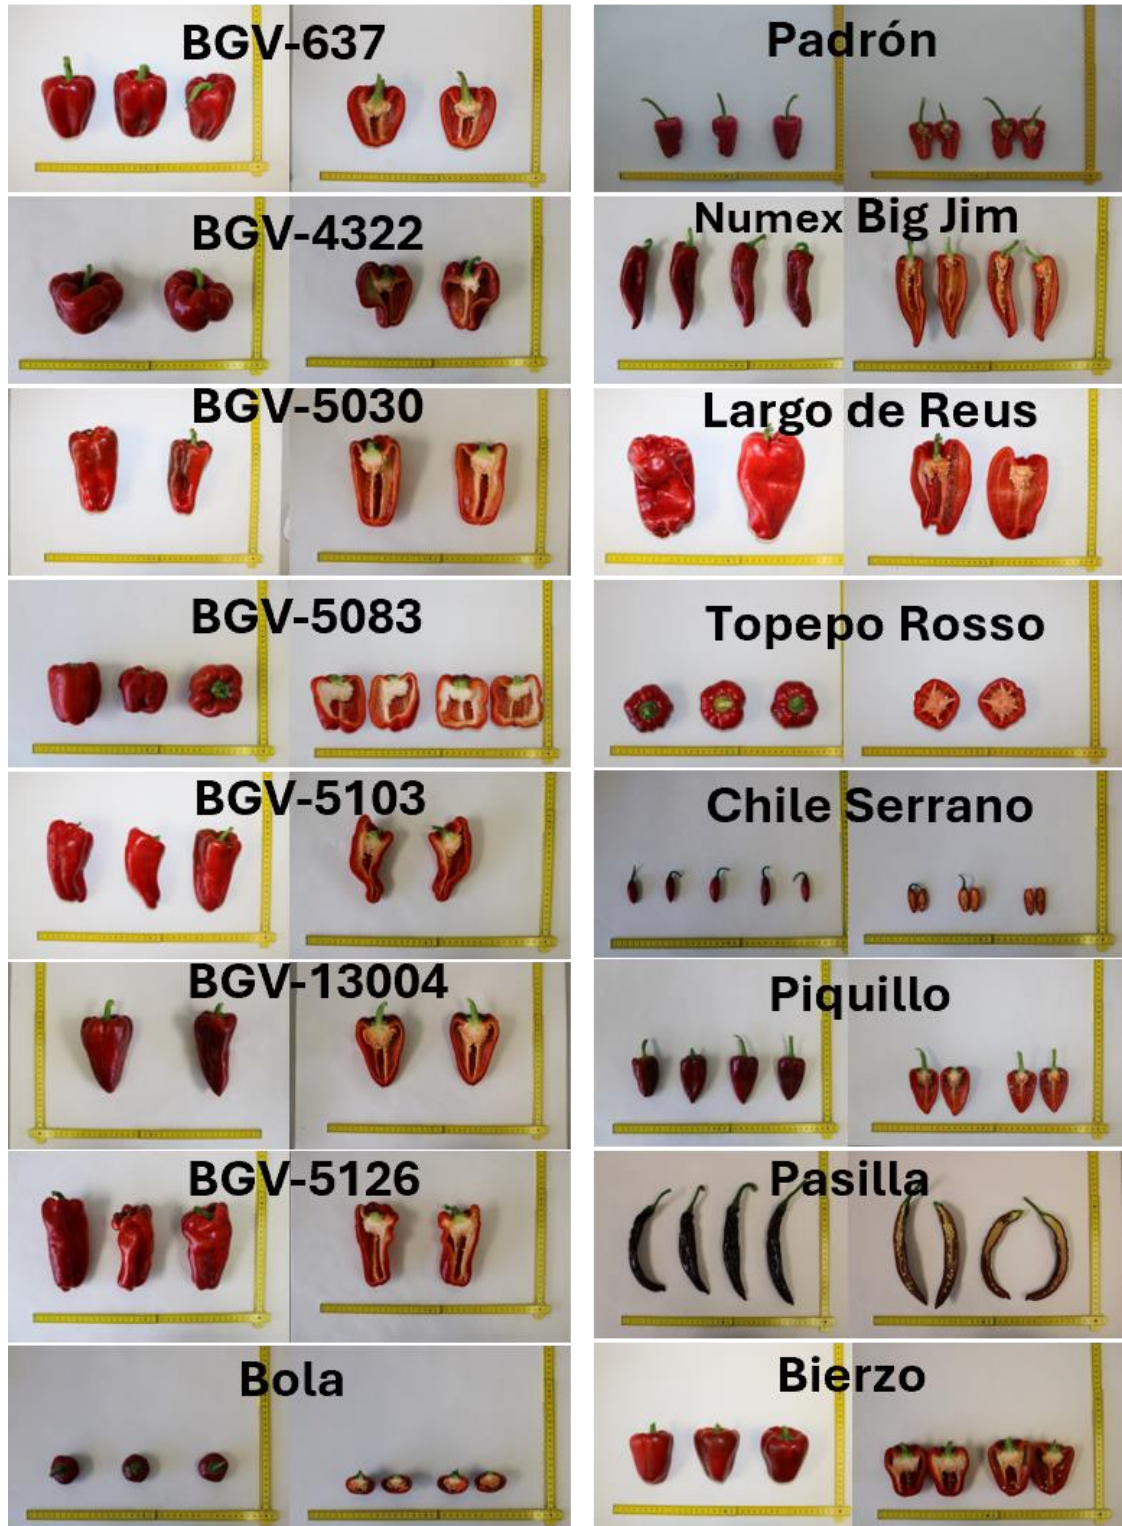 BGV-637
BGV-4322
BGV-5030
BGV-5083
BGV-5103
BGV-13004
BGV-5126
Bola
Padrón
Numex Big Jim
Largo de Reus
Topepo Rosso
Chile Serrano
Piquillo
Pasilla
Bierzo